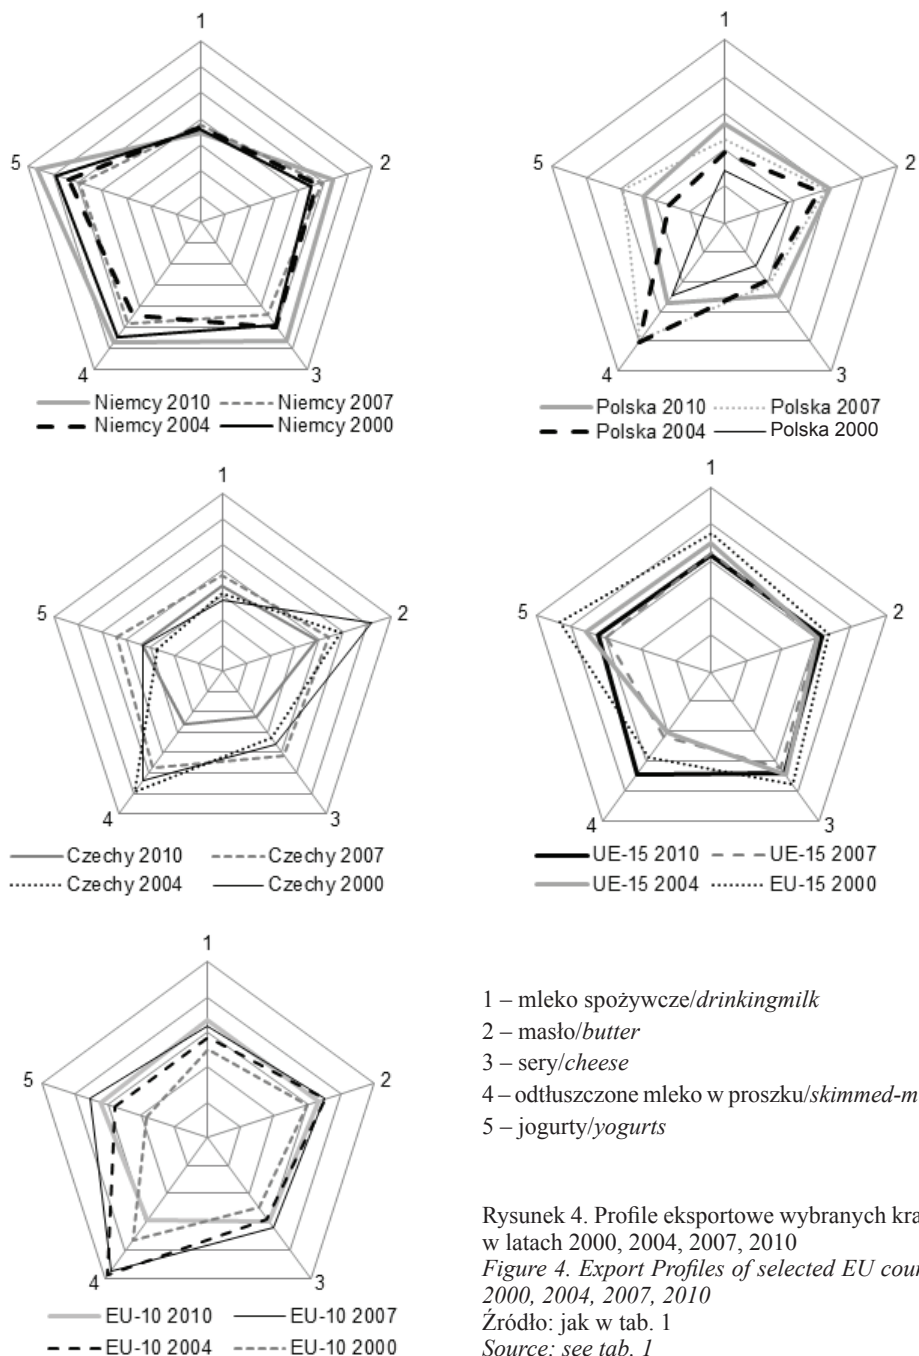 1
2
3
4
5
Niemcy 2010 Niemcy 2007
Niemcy 2004 Niemcy 2000
1
2
3
4
5
Polska 2010 Polska 2007
Polska 2004 Polska 2000
1
2
3
4
5
Czechy 2010 Czechy 2007
Czechy 2004 Czechy 2000
1
2
3
4
5
UE-15 2010 UE-15 2007
UE-15 2004 EU-15 2000
1
2
3
4
5
EU-10 2010 EU-10 2007
EU-10 2004 EU-10 2000
1 – mleko spożywcze/drinkingmilk
2 – masło/butter
3 – sery/cheese
4 – odtłuszczone mleko w proszku/skimmed-m
5 – jogurty/yogurts
Rysunek 4. Profile eksportowe wybranych kra
w latach 2000, 2004, 2007, 2010
Figure 4. Export Profiles of selected EU coun
2000, 2004, 2007, 2010
Źródło: jak w tab. 1
Source: see tab. 1